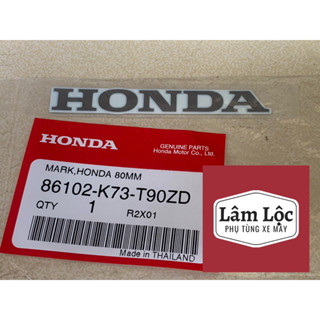 HONDA
HONDA
GENUINE PARTS
Honda Motor Co., Ltd.
MARK,HONDA 80MM
86102-K73-T90ZD
QTY 1 R2X01
Made in THAILAND
Lâm Lộc
PHỤ TÙNG XE MÁY